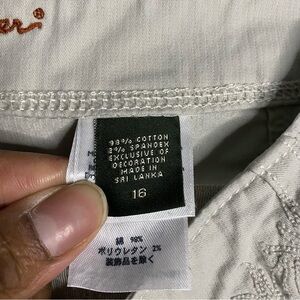 er®
98% COTTON
2% SPANDEX
EXCLUSIVE OF
DECORATION
MADE IN
SRI LANKA
16
綿 98%
ポリウレタン 2%
装飾品を除く